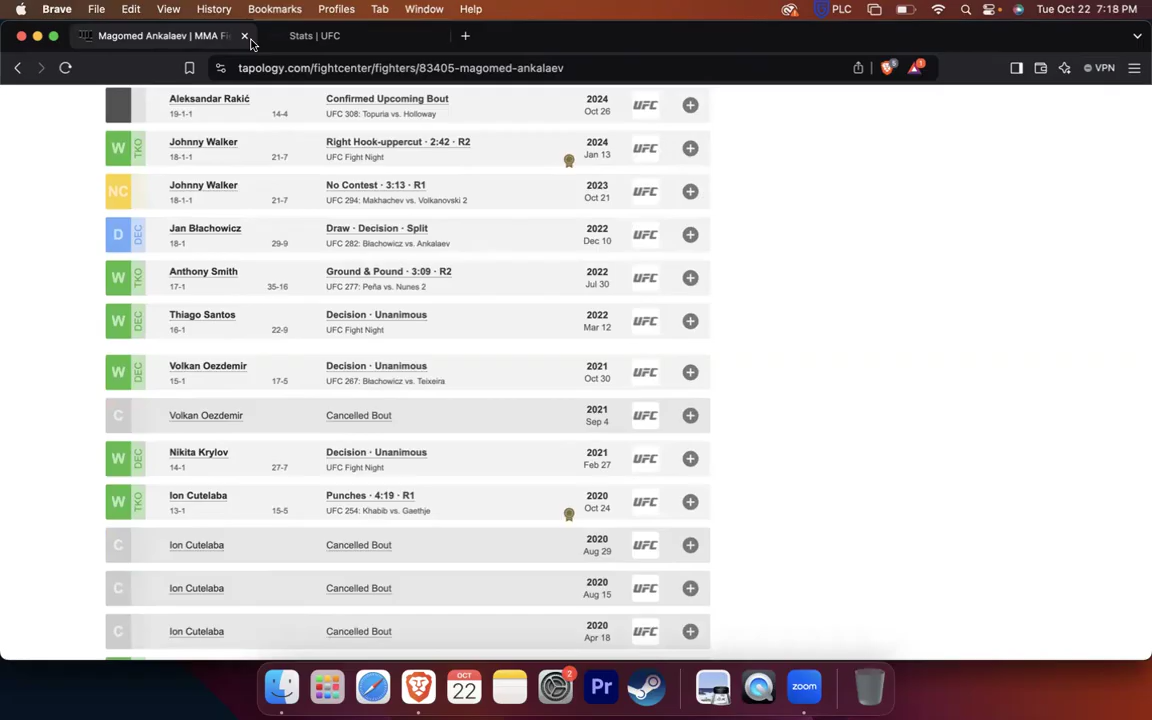 Brave File Edit View History Bookmarks Profiles Tab Window Help PLC Tue Oct 22 7:18 PM
Magomed Ankalaev | MMA Fi Stats | UFC
tapology.com/fightcenter/fighters/83405-magomed-ankalaev VPN
Aleksandar Rakić Confirmed Upcoming Bout 2024 UFC
19-1-1 14-4 UFC 308: Topuria vs. Holloway Oct 26
W TKO Johnny Walker Right Hook-uppercut · 2:42 · R2 2024 UFC
18-1-1 21-7 UFC Fight Night Jan 13
NC Johnny Walker No Contest · 3:13 · R1 2023 UFC
18-1-1 21-7 UFC 294: Makhachev vs. Volkanovski 2 Oct 21
D DEC Jan Błachowicz Draw · Decision · Split 2022 UFC
18-1 29-9 UFC 282: Błachowicz vs. Ankalaev Dec 10
W TKO Anthony Smith Ground & Pound · 3:09 · R2 2022 UFC
17-1 35-16 UFC 277: Peña vs. Nunes 2 Jul 30
W DEC Thiago Santos Decision · Unanimous 2022 UFC
16-1 22-9 UFC Fight Night Mar 12
W DEC Volkan Oezdemir Decision · Unanimous 2021 UFC
15-1 17-5 UFC 267: Błachowicz vs. Teixeira Oct 30
C Volkan Oezdemir Cancelled Bout 2021 UFC
Sep 4
W DEC Nikita Krylov Decision · Unanimous 2021 UFC
14-1 27-7 UFC Fight Night Feb 27
W TKO Ion Cutelaba Punches · 4:19 · R1 2020 UFC
13-1 15-5 UFC 254: Khabib vs. Gaethje Oct 24
C Ion Cutelaba Cancelled Bout 2020 UFC
Aug 29
C Ion Cutelaba Cancelled Bout 2020 UFC
Aug 15
C Ion Cutelaba Cancelled Bout 2020 UFC
Apr 18
OCT
22
2
Pr
zoom